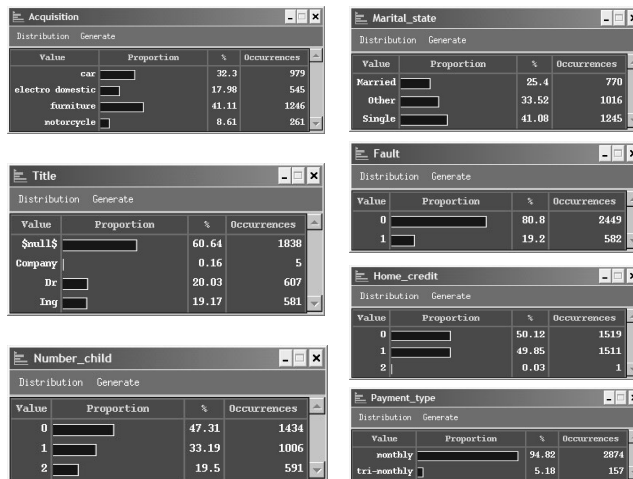 Acquisition
Distribution Generate
Value Proportion % Occurrences
car 32.3 979
electro domestic 17.98 545
furniture 41.11 1246
motorcycle 8.61 261
Title
Distribution Generate
Value Proportion % Occurrences
$null$ 60.64 1838
Company 0.16 5
Dr 20.03 607
Ing 19.17 581
Number_child
Distribution Generate
Value Proportion % Occurrences
0 47.31 1434
1 33.19 1006
2 19.5 591
Marital_state
Distribution Generate
Value Proportion % Occurrences
Married 25.4 770
Other 33.52 1016
Single 41.08 1245
Fault
Distribution Generate
Value Proportion % Occurrences
0 80.8 2449
1 19.2 582
Home_credit
Distribution Generate
Value Proportion % Occurrences
0 50.12 1519
1 49.85 1511
2 0.03 1
Payment_type
Distribution Generate
Value Proportion % Occurrences
monthly 94.82 2874
tri-monthly 5.18 157